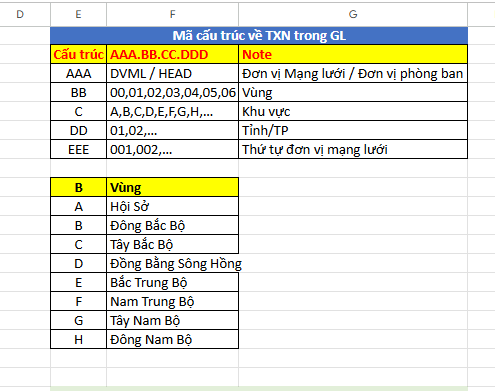 D E F G
Mã cấu trúc về TXN trong GL
Cấu trúc AAA.BB.CC.DDD Note
AAA DVML / HEAD Đơn vị Mạng lưới / Đơn vị phòng ban
BB 00,01,02,03,04,05,06 Vùng
C A,B,C,D,E,F,G,H,... Khu vực
DD 01,02,... Tỉnh/TP
EEE 001,002,... Thứ tự đơn vị mạng lưới
B Vùng
A Hội Sở
B Đông Bắc Bộ
C Tây Bắc Bộ
D Đồng Bằng Sông Hồng
E Bắc Trung Bộ
F Nam Trung Bộ
G Tây Nam Bộ
H Đông Nam Bộ